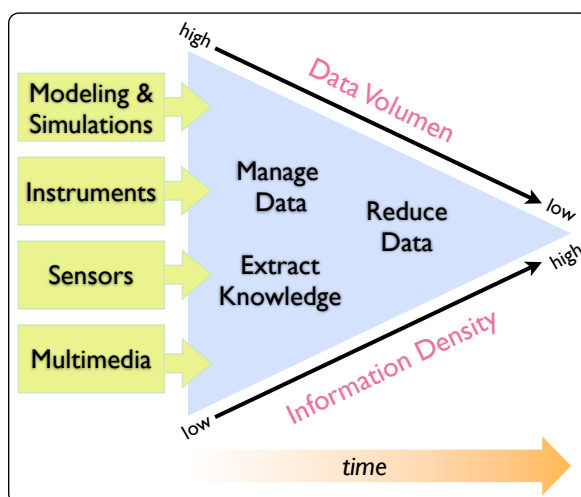 high
Data Volumen
low
Modeling &
Simulations
Instruments
Sensors
Multimedia
Manage
Data
Extract
Knowledge
Reduce
Data
high
Information Density
low
time